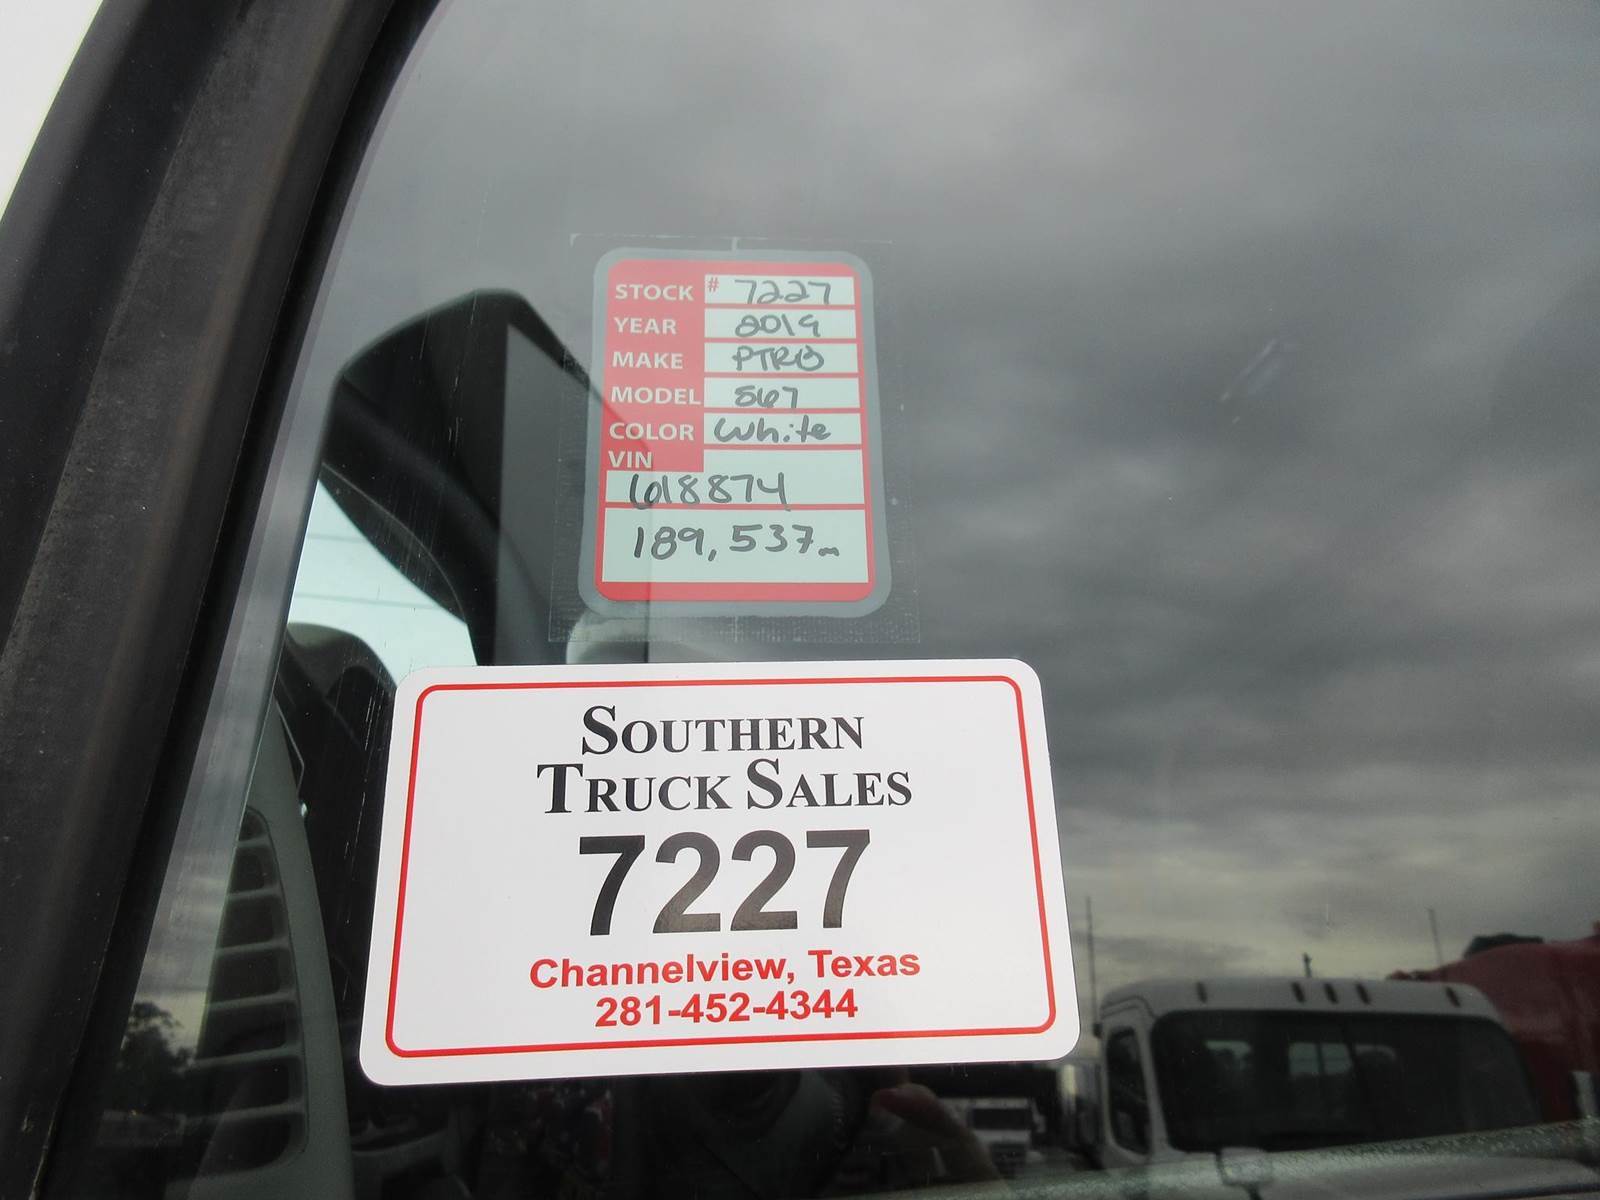 STOCK # 7227
YEAR 2019
MAKE PTRB
MODEL 567
COLOR White
VIN
618874
189,537m
SOUTHERN
TRUCK SALES
7227
Channelview, Texas
281-452-4344